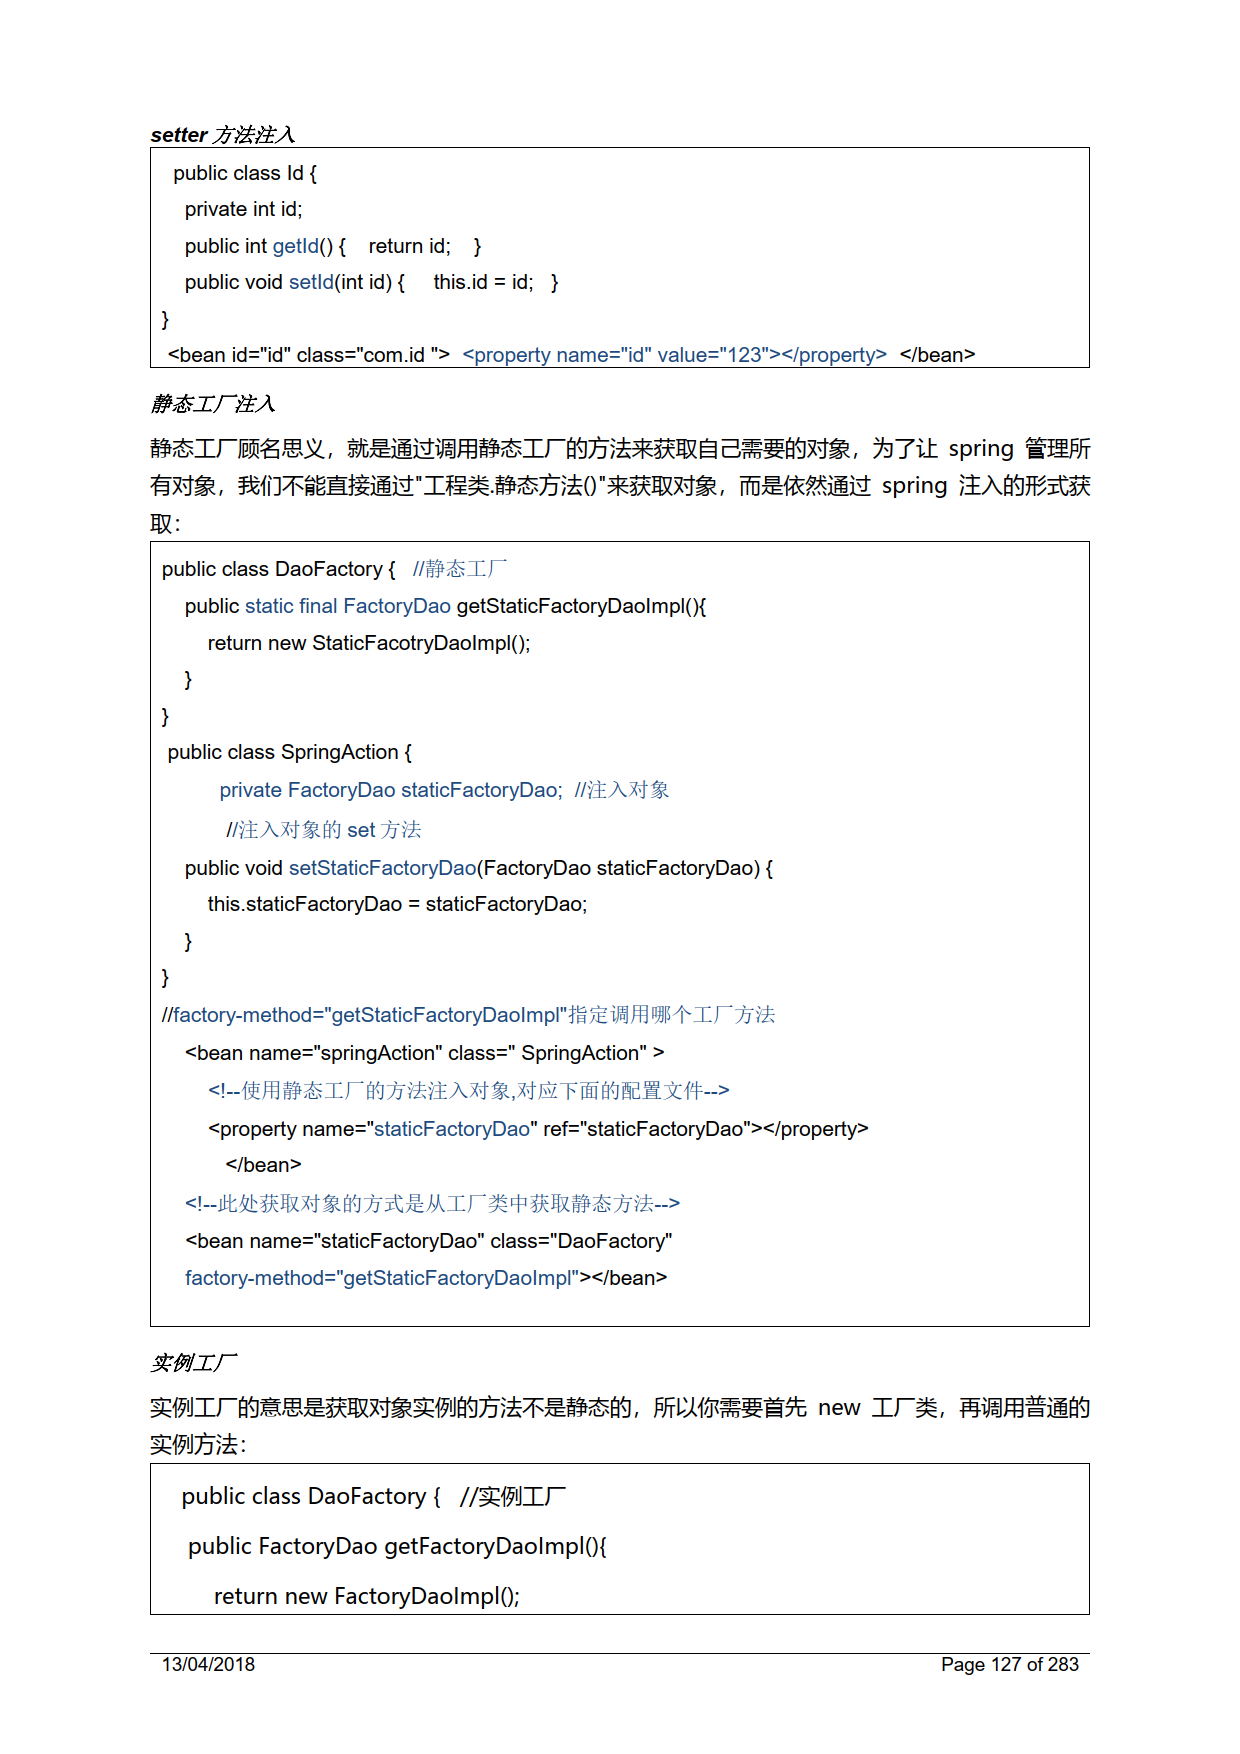 setter 方法注入
public class Id {
private int id;
public int getId() { return id; }
public void setId(int id) { this.id = id; }
}
<bean id="id" class="com.id "> <property name="id" value="123"></property> </bean>
静态工厂注入
静态工厂顾名思义，就是通过调用静态工厂的方法来获取自己需要的对象，为了让 spring 管理所
有对象，我们不能直接通过"工程类.静态方法()"来获取对象，而是依然通过 spring 注入的形式获
取：
public class DaoFactory { //静态工厂
public static final FactoryDao getStaticFactoryDaoImpl(){
return new StaticFacotryDaoImpl();
}
}
public class SpringAction {
private FactoryDao staticFactoryDao; //注入对象
//注入对象的 set 方法
public void setStaticFactoryDao(FactoryDao staticFactoryDao) {
this.staticFactoryDao = staticFactoryDao;
}
}
//factory-method="getStaticFactoryDaoImpl"指定调用哪个工厂方法
<bean name="springAction" class=" SpringAction" >
<!--使用静态工厂的方法注入对象,对应下面的配置文件-->
<property name="staticFactoryDao" ref="staticFactoryDao"></property>
</bean>
<!--此处获取对象的方式是从工厂类中获取静态方法-->
<bean name="staticFactoryDao" class="DaoFactory"
factory-method="getStaticFactoryDaoImpl"></bean>
实例工厂
实例工厂的意思是获取对象实例的方法不是静态的，所以你需要首先 new 工厂类，再调用普通的
实例方法：
public class DaoFactory { //实例工厂
public FactoryDao getFactoryDaoImpl(){
return new FactoryDaoImpl();
13/04/2018 Page 127 of 283